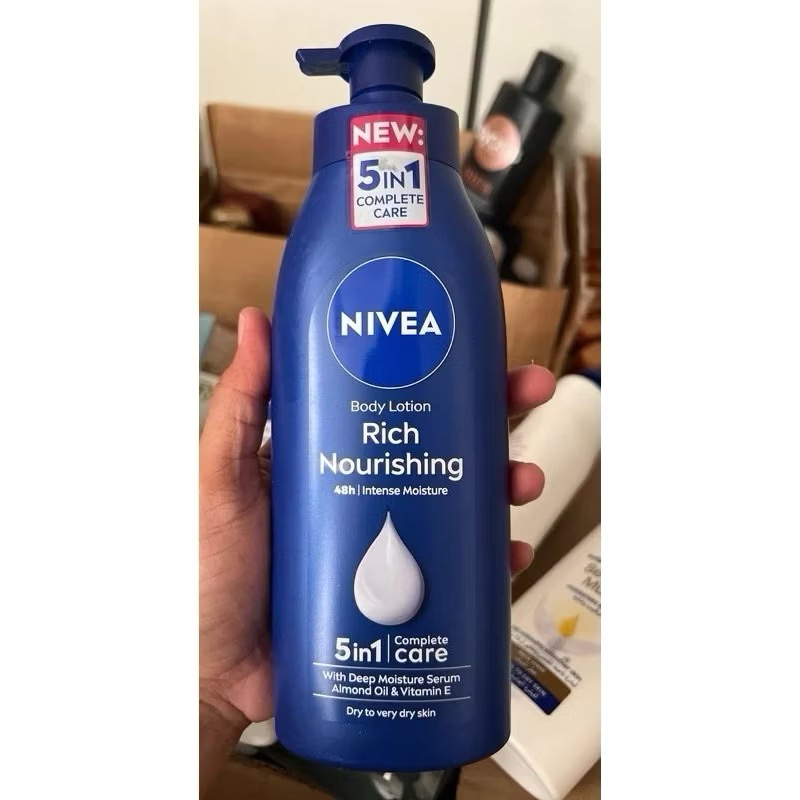 NEW:
5IN1
COMPLETE
CARE
NIVEA
Body Lotion
Rich
Nourishing
48h | Intense Moisture
5in1 | Complete
care
With Deep Moisture Serum
Almond Oil & Vitamin E
Dry to very dry skin